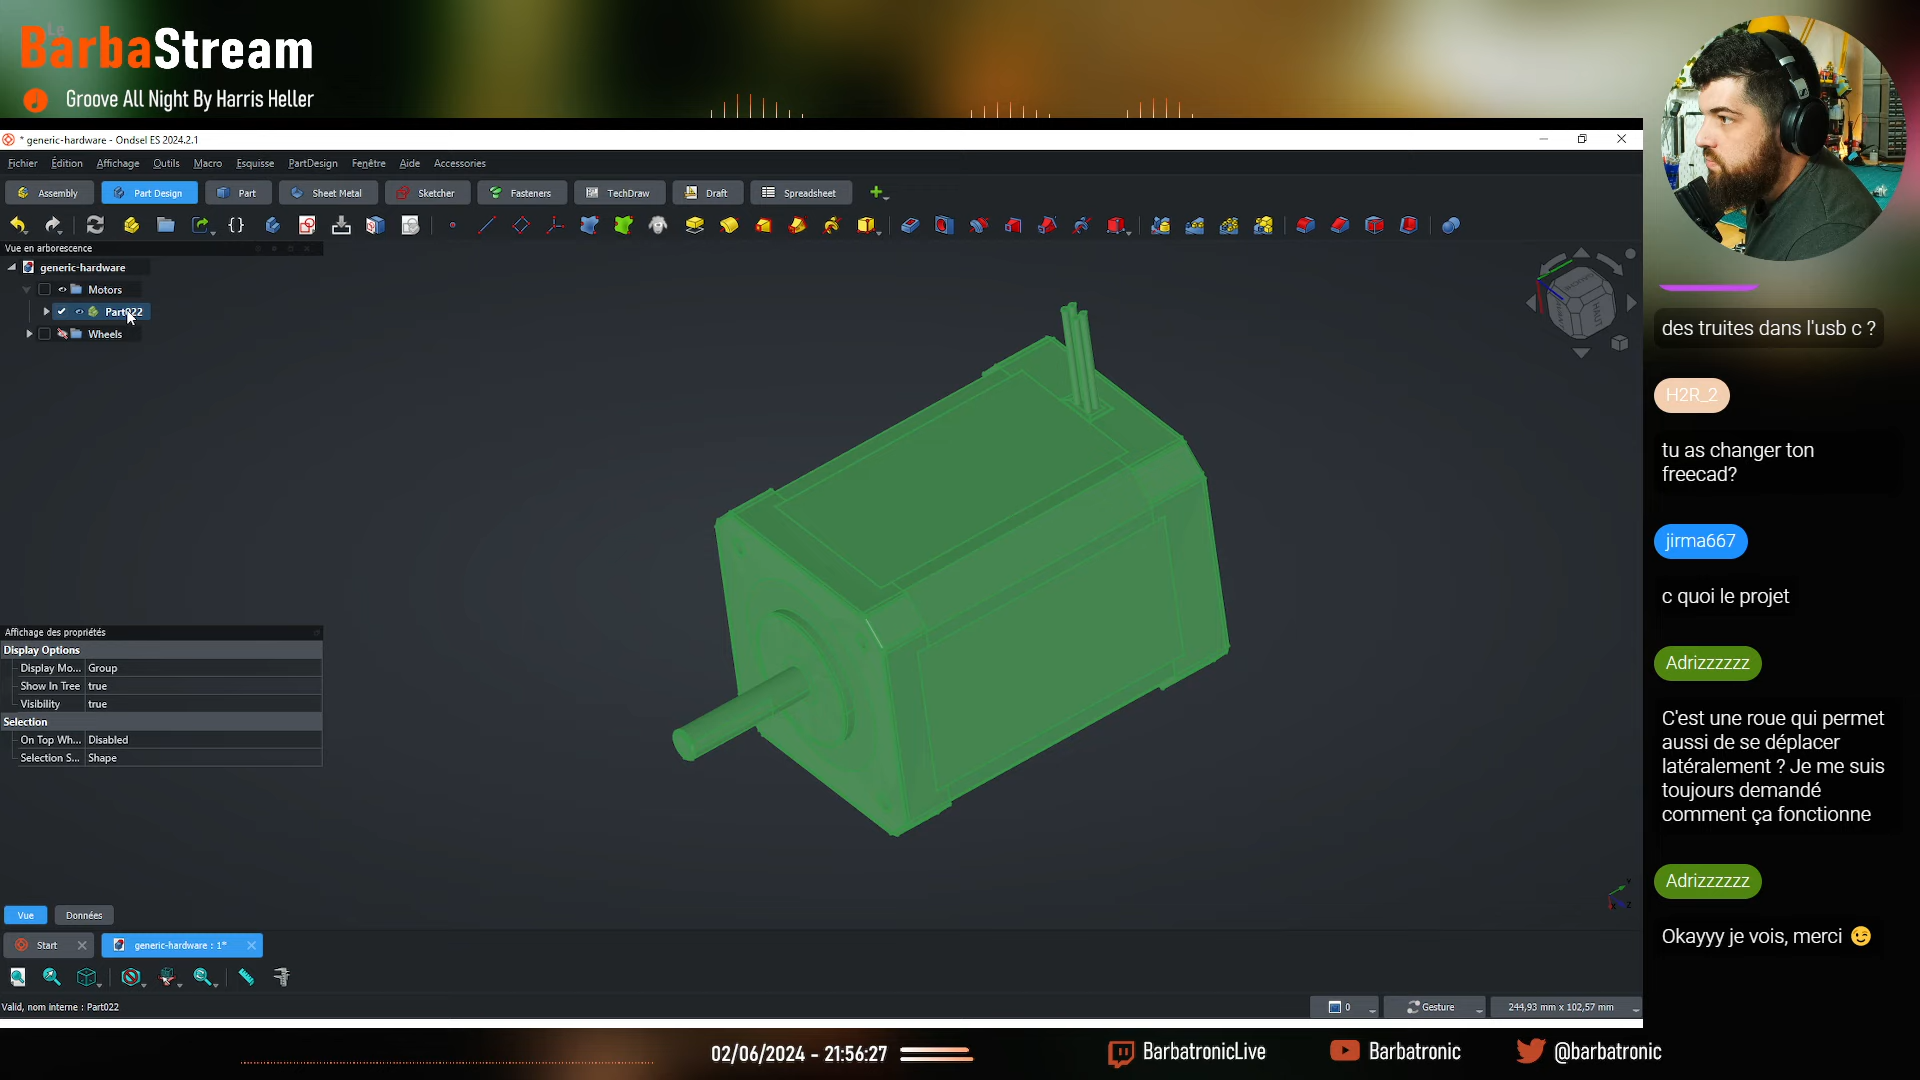 Le
BarbaStream
Groove All Night By Harris Heller
* generic-hardware - Ondsel ES 2024.2.1
Fichier Édition Affichage Outils Macro Esquisse PartDesign Fenêtre Aide Accessories
Assembly Part Design Part Sheet Metal Sketcher Fasteners TechDraw Draft Spreadsheet
Vue en arborescence
generic-hardware
Motors
Part022
Wheels
Affichage des propriétés
Display Options
Display Mo... Group
Show In Tree true
Visibility true
Selection
On Top Wh... Disabled
Selection S... Shape
Vue Données
Start generic-hardware : 1*
Valid, nom interne : Part022
0 Gesture 244,93 mm x 102,57 mm
des truites dans l'usb c ?
H2R_2
tu as changer ton
freecad?
jirma667
c quoi le projet
Adrizzzzzz
C'est une roue qui permet
aussi de se déplacer
latéralement ? Je me suis
toujours demandé
comment ça fonctionne
Adrizzzzzz
Okayyy je vois, merci 😉
02/06/2024 - 21:56:27
BarbatronicLive
Barbatronic
@barbatronic